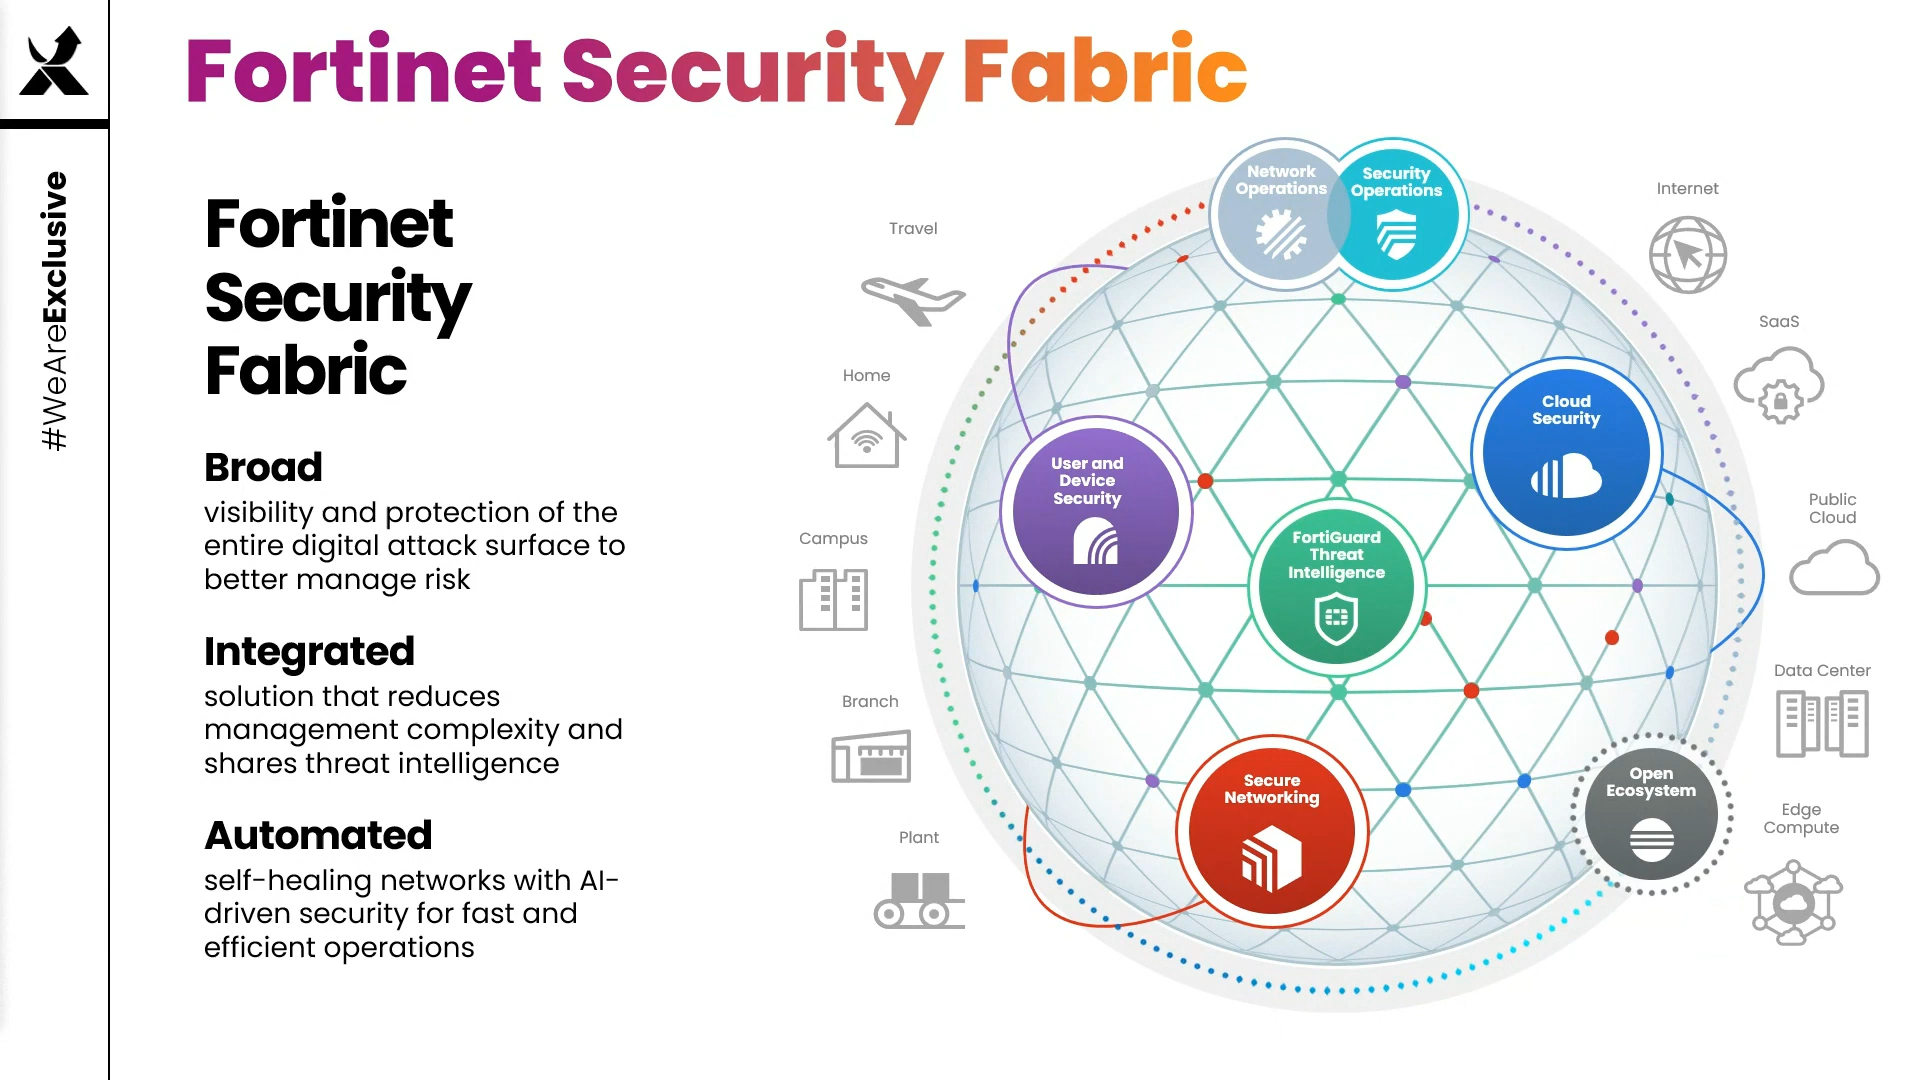 Fortinet Security Fabric
#WeAreExclusive
Fortinet
Security
Fabric
Broad
visibility and protection of the
entire digital attack surface to
better manage risk
Integrated
solution that reduces
management complexity and
shares threat intelligence
Automated
self-healing networks with AI-
driven security for fast and
efficient operations
Travel
Home
Campus
Branch
Plant
Network
Operations
Security
Operations
User and
Device
Security
Cloud
Security
FortiGuard
Threat
Intelligence
Secure
Networking
Open
Ecosystem
Internet
SaaS
Public
Cloud
Data Center
Edge
Compute